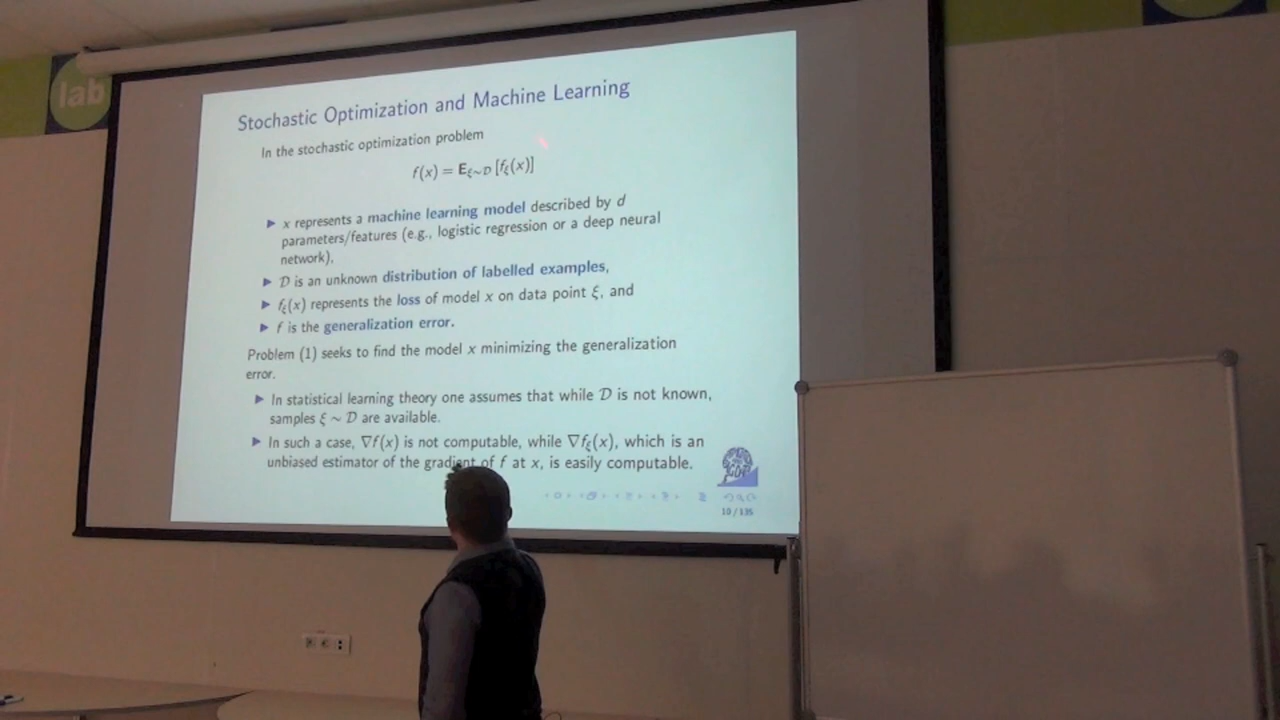 lab
Stochastic Optimization and Machine Learning
In the stochastic optimization problem
f(x) = E_{ξ∼𝒟} [f_ξ(x)]
▶ x represents a machine learning model described by d
parameters/features (e.g., logistic regression or a deep neural
network),
▶ 𝒟 is an unknown distribution of labelled examples,
▶ f_ξ(x) represents the loss of model x on data point ξ, and
▶ f is the generalization error.
Problem (1) seeks to find the model x minimizing the generalization
error.
▶ In statistical learning theory one assumes that while 𝒟 is not known,
samples ξ ∼ 𝒟 are available.
▶ In such a case, ∇f(x) is not computable, while ∇f_ξ(x), which is an
unbiased estimator of the gradient of f at x, is easily computable.
10 / 135